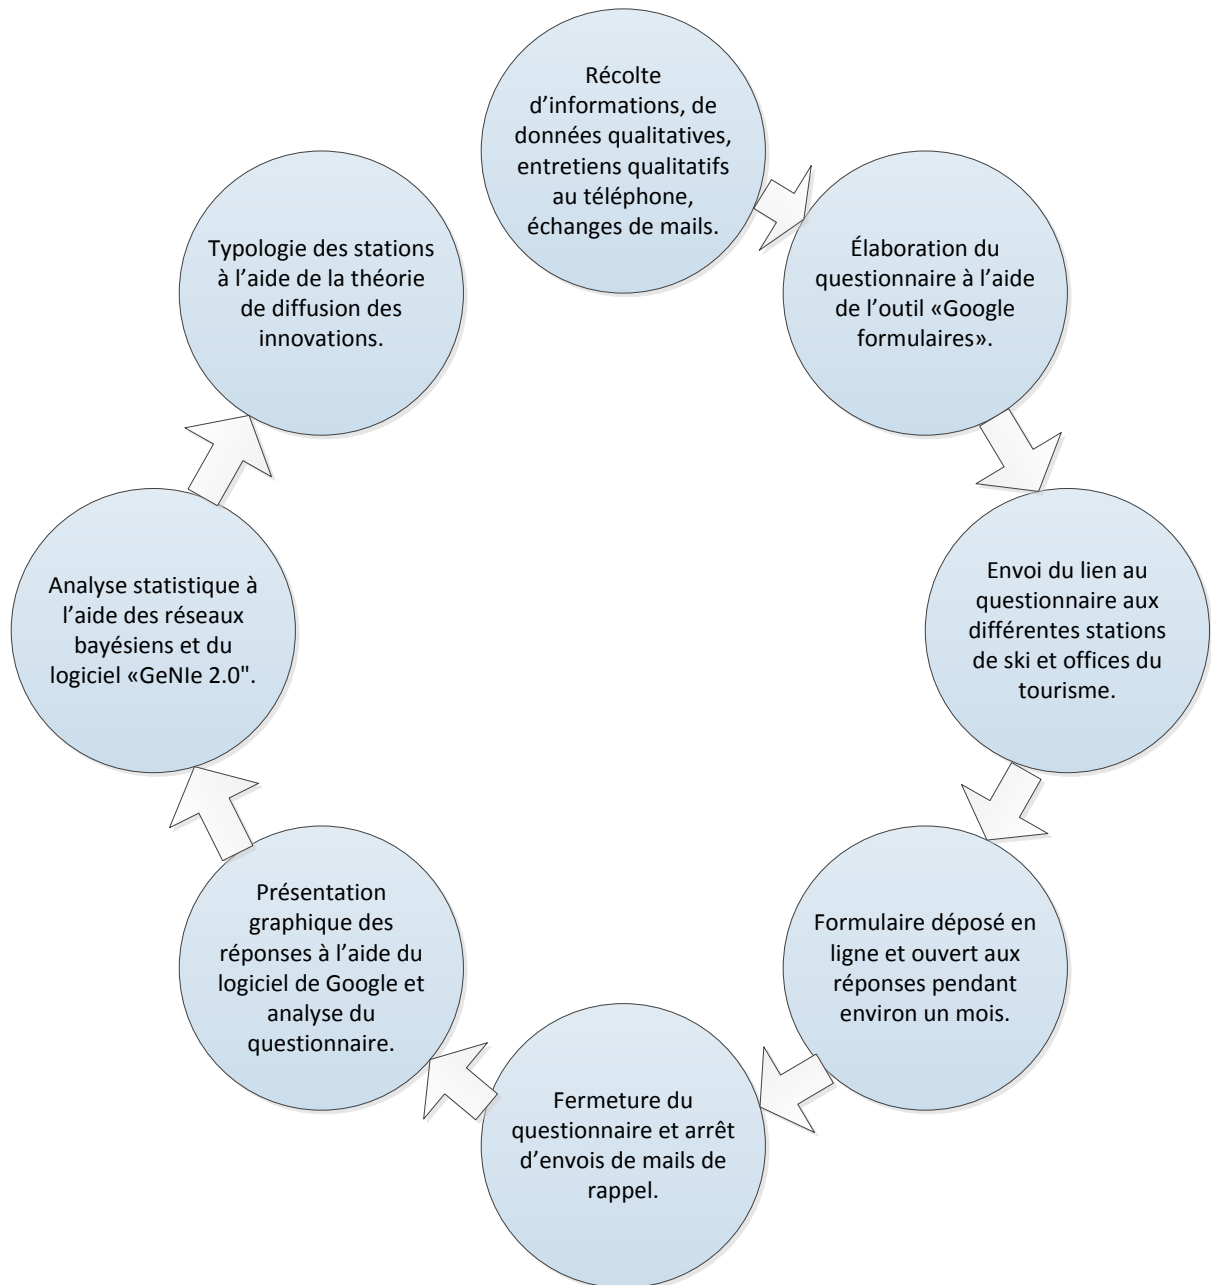 Récolte
d’informations, de
données qualitatives,
entretiens qualitatifs
au téléphone,
échanges de mails.
Élaboration du
questionnaire à l’aide
de l’outil «Google
formulaires».
Envoi du lien au
questionnaire aux
différentes stations
de ski et offices du
tourisme.
Formulaire déposé en
ligne et ouvert aux
réponses pendant
environ un mois.
Fermeture du
questionnaire et arrêt
d’envois de mails de
rappel.
Présentation
graphique des
réponses à l’aide du
logiciel de Google et
analyse du
questionnaire.
Analyse statistique à
l’aide des réseaux
bayésiens et du
logiciel «GeNIe 2.0".
Typologie des stations
à l’aide de la théorie
de diffusion des
innovations.